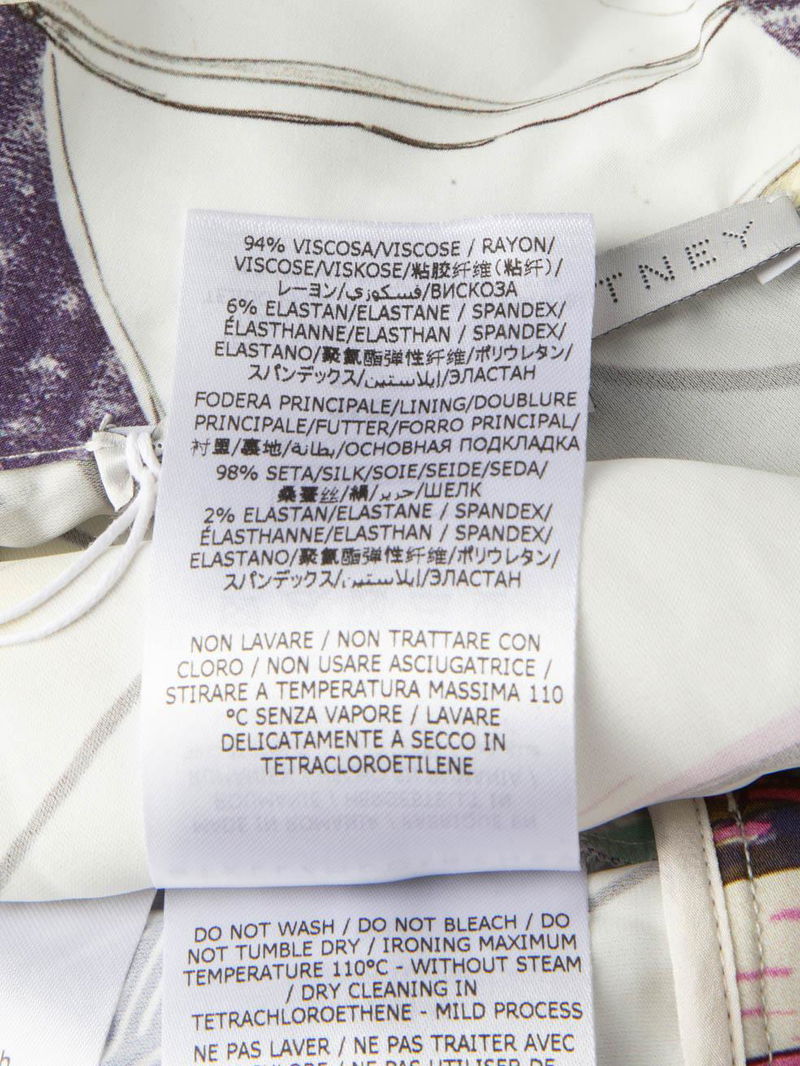 94% VISCOSA/VISCOSE / RAYON/
VISCOSE/VISKOSE/粘胶纤维(粘纤)/
レーヨン/فسكوزي/ВИСКОЗА
6% ELASTAN/ELASTANE / SPANDEX/
ÉLASTHANNE/ELASTHAN / SPANDEX/
ELASTANO/聚氨酯弹性纤维/ポリウレタン/
スパンデックス/إيلاستين/ЭЛАСТАН
FODERA PRINCIPALE/LINING/DOUBLURE
PRINCIPALE/FUTTER/FORRO PRINCIPAL/
衬里/裏地/بطانة/ОСНОВНАЯ ПОДКЛАДКА
98% SETA/SILK/SOIE/SEIDE/SEDA/
桑蚕丝/絹/حرير/ШЕЛК
2% ELASTAN/ELASTANE / SPANDEX/
ÉLASTHANNE/ELASTHAN / SPANDEX/
ELASTANO/聚氨酯弹性纤维/ポリウレタン/
スパンデックス/إيلاستين/ЭЛАСТАН
NON LAVARE / NON TRATTARE CON
CLORO / NON USARE ASCIUGATRICE /
STIRARE A TEMPERATURA MASSIMA 110
°C SENZA VAPORE / LAVARE
DELICATAMENTE A SECCO IN
TETRACLOROETILENE
TNEY
DO NOT WASH / DO NOT BLEACH / DO
NOT TUMBLE DRY / IRONING MAXIMUM
TEMPERATURE 110°C - WITHOUT STEAM
/ DRY CLEANING IN
TETRACHLOROETHENE - MILD PROCESS
NE PAS LAVER / NE PAS TRAITER AVEC